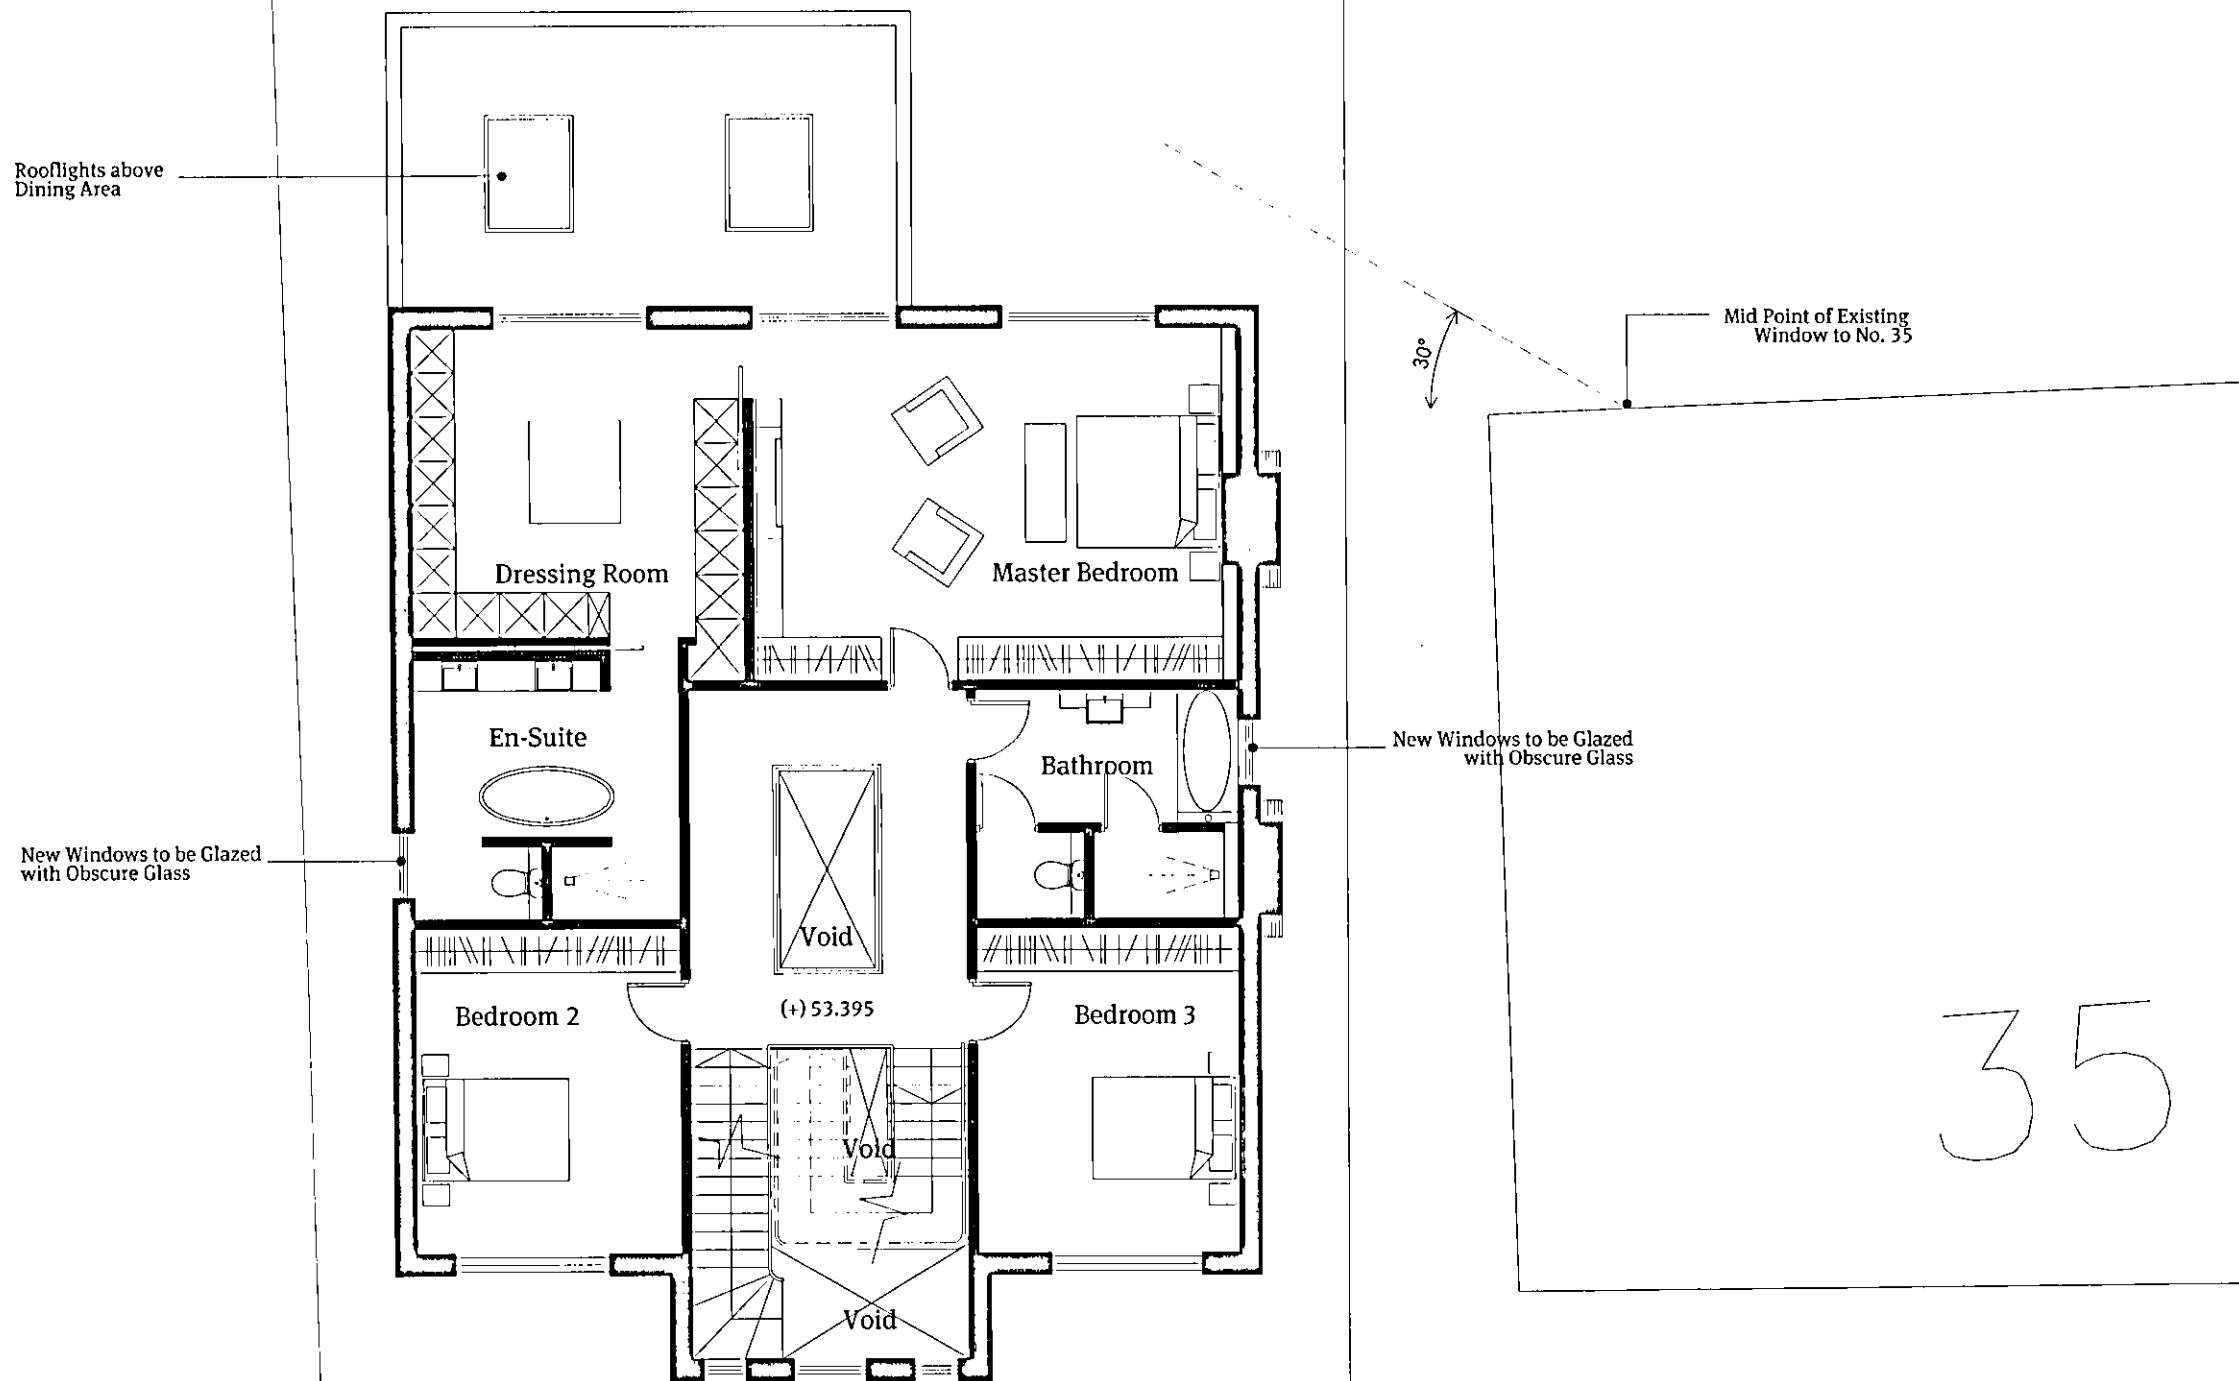 Rooflights above
Dining Area
Mid Point of Existing
Window to No. 35
30°
Dressing Room
Master Bedroom
En-Suite
Bathroom
New Windows to be Glazed
with Obscure Glass
New Windows to be Glazed
with Obscure Glass
Void
(+) 53.395
Bedroom 2
Bedroom 3
35
Void
Void